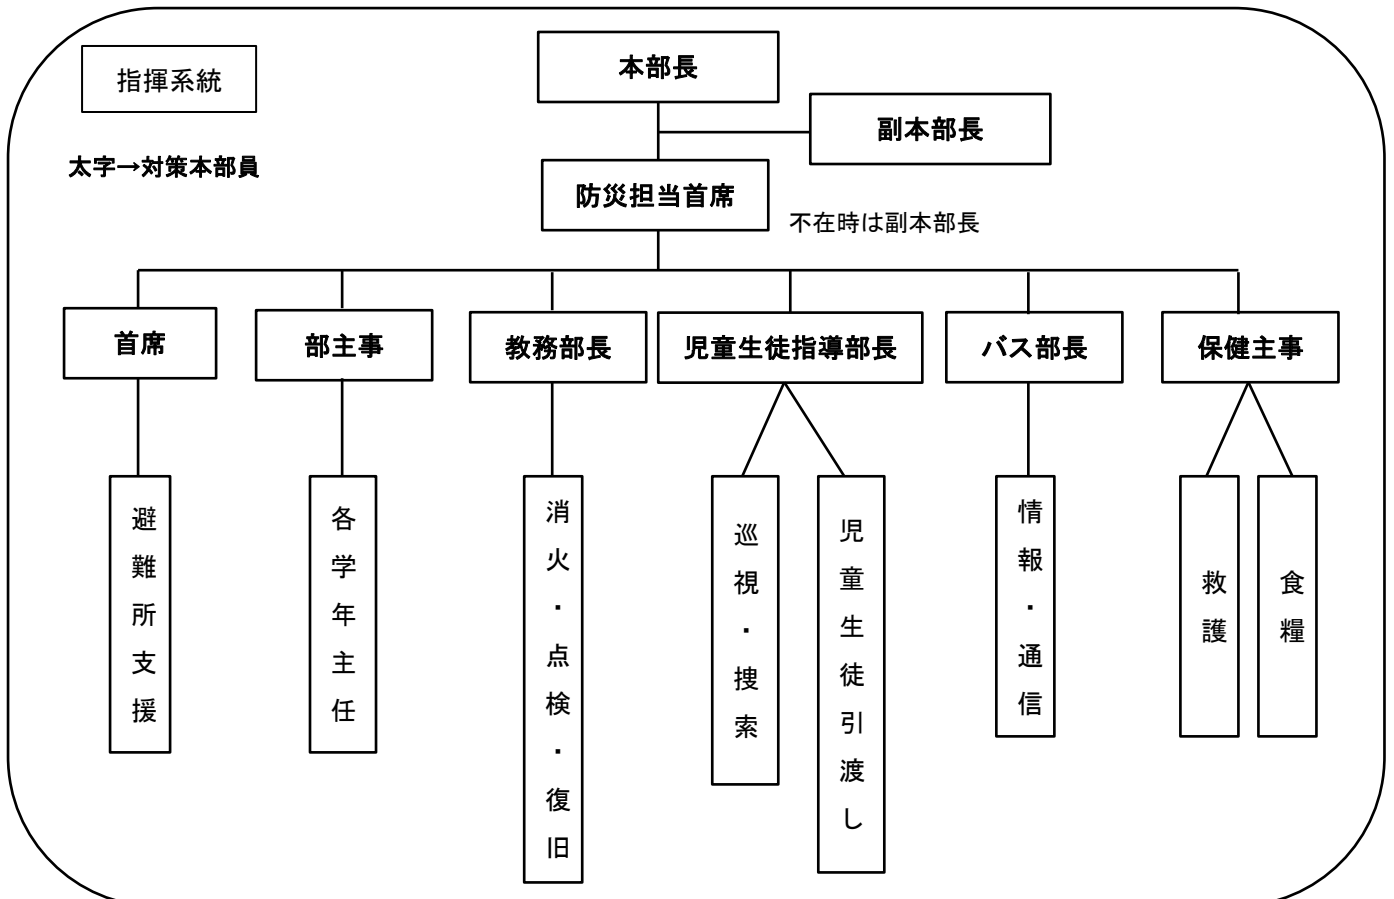 指揮系統
本部長
副本部長
太字→対策本部員
防災担当首席
不在時は副本部長
首席
部主事
教務部長
児童生徒指導部長
バス部長
保健主事
避難所支援
各学年主任
消火・点検・復旧
巡視・捜索
児童生徒引渡し
情報・通信
救護
食糧